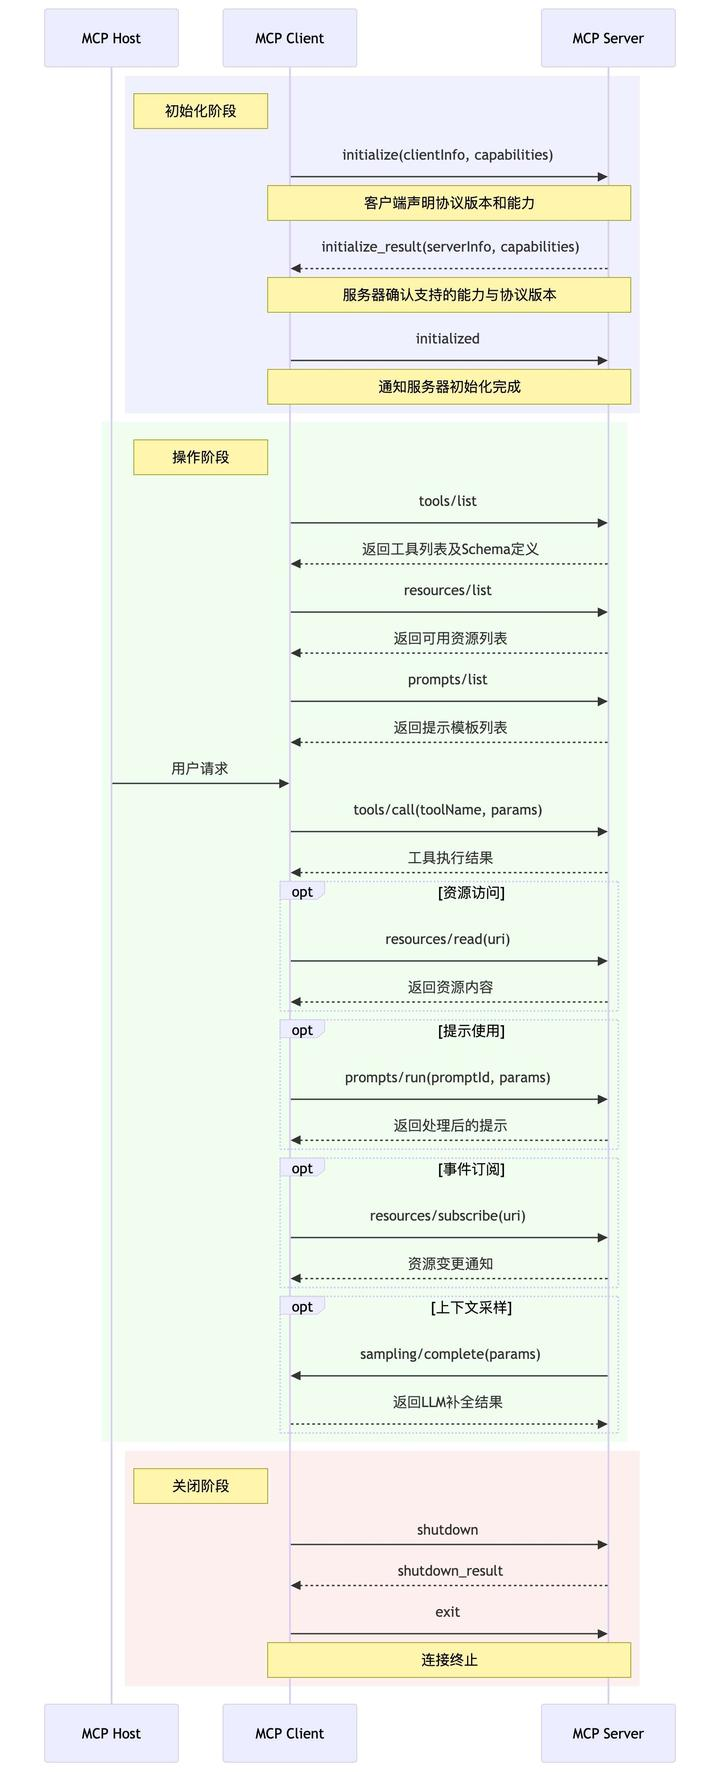 MCP Host
MCP Client
MCP Server
初始化阶段
initialize(clientInfo, capabilities)
客户端声明协议版本和能力
initialize_result(serverInfo, capabilities)
服务器确认支持的能力与协议版本
initialized
通知服务器初始化完成
操作阶段
tools/list
返回工具列表及Schema定义
resources/list
返回可用资源列表
prompts/list
返回提示模板列表
用户请求
tools/call(toolName, params)
工具执行结果
opt
[资源访问]
resources/read(uri)
返回资源内容
opt
[提示使用]
prompts/run(promptId, params)
返回处理后的提示
opt
[事件订阅]
resources/subscribe(uri)
资源变更通知
opt
[上下文采样]
sampling/complete(params)
返回LLM补全结果
关闭阶段
shutdown
shutdown_result
exit
连接终止
MCP Host
MCP Client
MCP Server